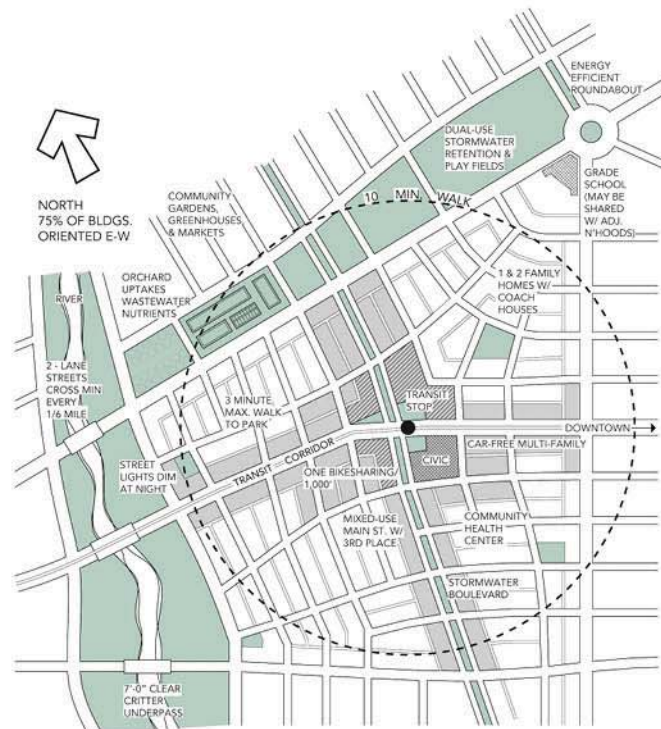 ENERGY
EFFICIENT
ROUNDABOUT
DUAL-USE
STORMWATER
RETENTION &
PLAY FIELDS
NORTH
75% OF BLDGS.
ORIENTED E-W
COMMUNITY
GARDENS,
GREENHOUSES,
& MARKETS
10 MIN. WALK
GRADE
SCHOOL
(MAY BE
SHARED
W/ ADJ.
N'HOODS)
ORCHARD
UPTAKES
WASTEWATER
NUTRIENTS
1 & 2 FAMILY
HOMES W/
COACH
HOUSES
RIVER
2 - LANE
STREETS
CROSS MIN
EVERY
1/6 MILE
3 MINUTE,
MAX. WALK
TO PARK
TRANSIT
STOP
DOWNTOWN
CAR-FREE MULTI-FAMILY
STREET
LIGHTS DIM
AT NIGHT
TRANSIT CORRIDOR
ONE BIKESHARING/
1,000'
CIVIC
MIXED-USE
MAIN ST. W/
3RD PLACE
COMMUNITY
HEALTH
CENTER
STORMWATER
BOULEVARD
7'-0" CLEAR
CRITTER
UNDERPASS